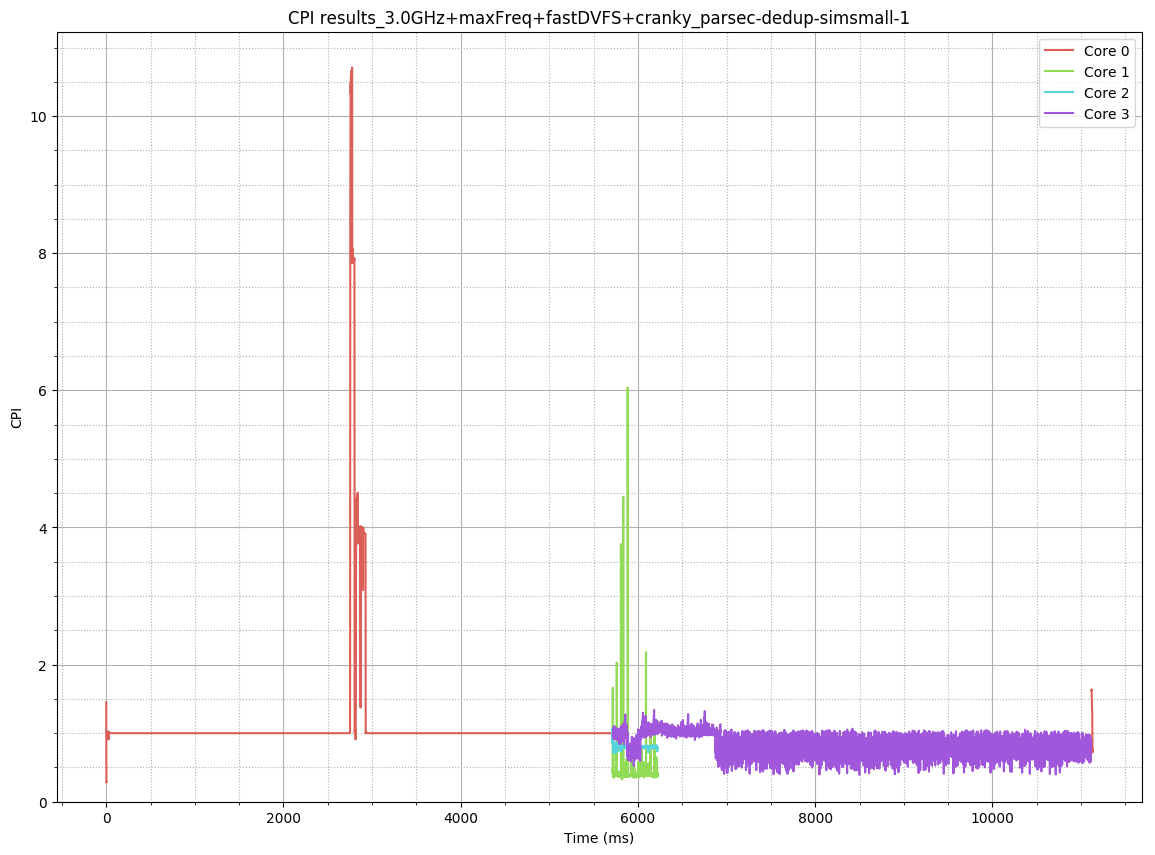 CPI results_3.0GHz+maxFreq+fastDVFS+cranky_parsec-dedup-simsmall-1
Core 0
Core 1
Core 2
Core 3
10
8
6
4
2
0
CPI
0 2000 4000 6000 8000 10000
Time (ms)